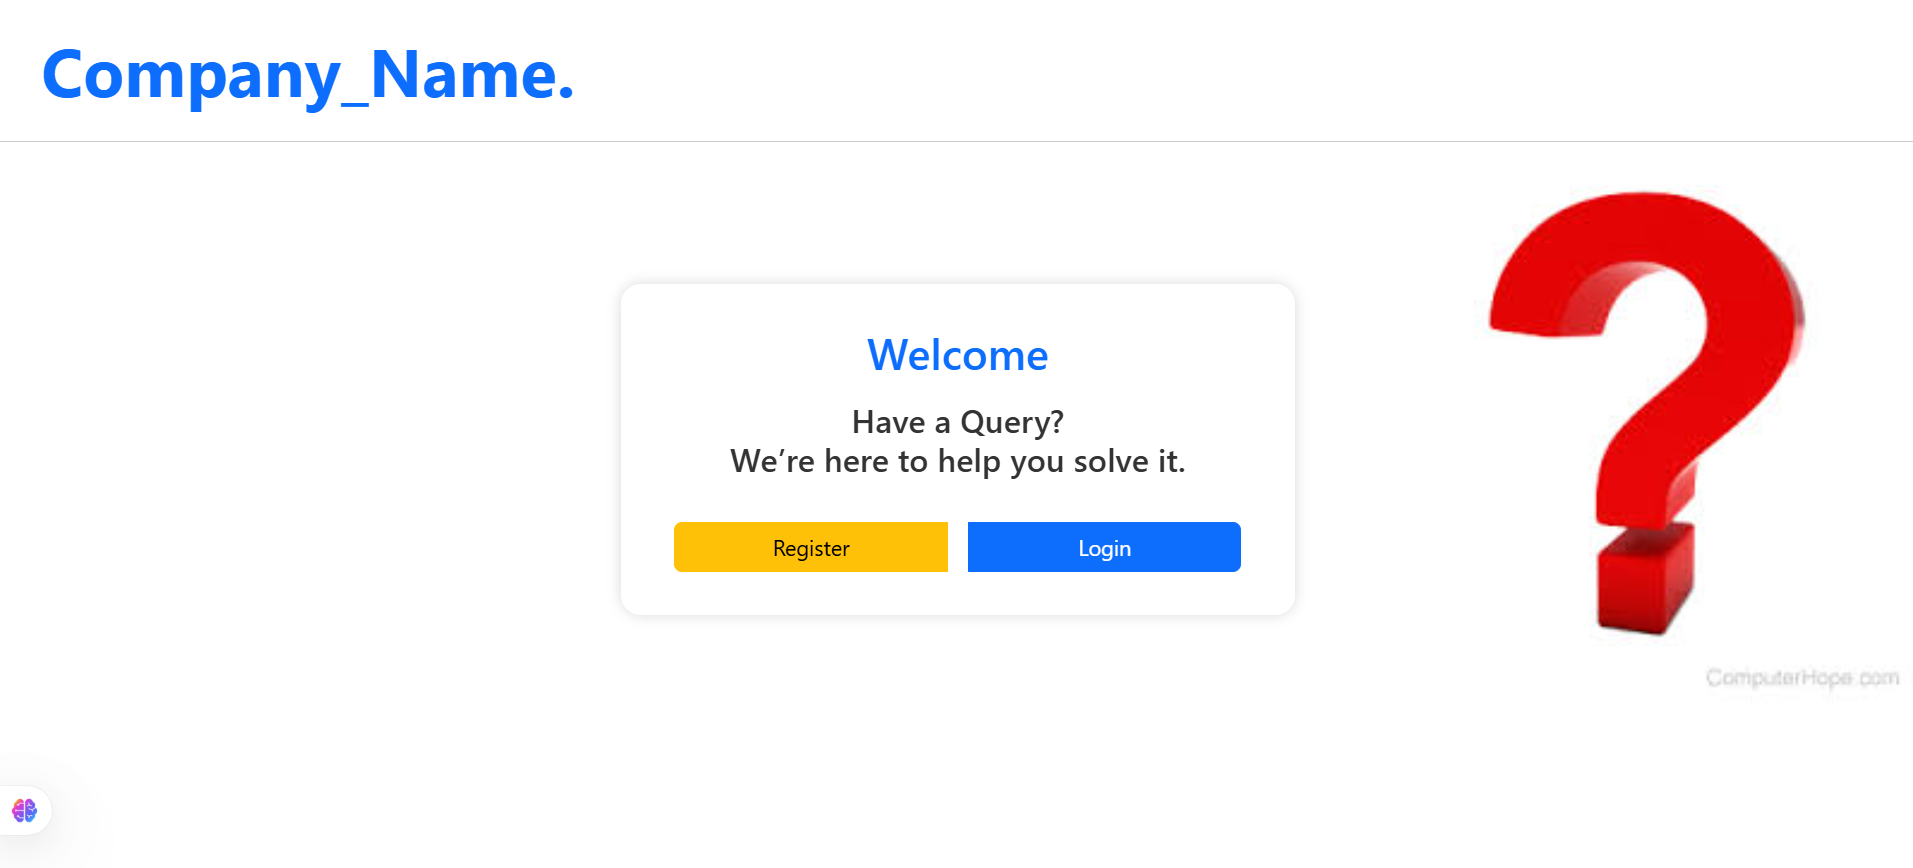 Company_Name.
Welcome
Have a Query?
We’re here to help you solve it.
Register
Login
ComputerHope.com